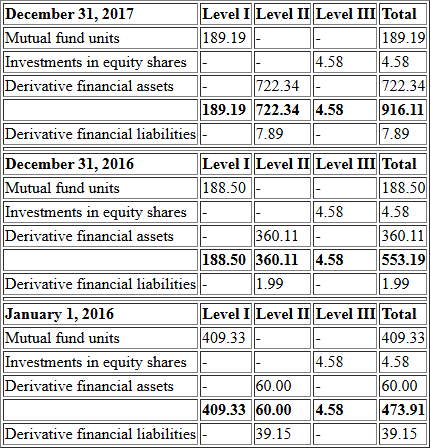 December 31, 2017 Level I Level II Level III Total
Mutual fund units 189.19 - - 189.19
Investments in equity shares - - 4.58 4.58
Derivative financial assets - 722.34 - 722.34
189.19 722.34 4.58 916.11
Derivative financial liabilities - 7.89 - 7.89
December 31, 2016 Level I Level II Level III Total
Mutual fund units 188.50 - - 188.50
Investments in equity shares - - 4.58 4.58
Derivative financial assets - 360.11 - 360.11
188.50 360.11 4.58 553.19
Derivative financial liabilities - 1.99 - 1.99
January 1, 2016 Level I Level II Level III Total
Mutual fund units 409.33 - - 409.33
Investments in equity shares - - 4.58 4.58
Derivative financial assets - 60.00 - 60.00
409.33 60.00 4.58 473.91
Derivative financial liabilities - 39.15 - 39.15